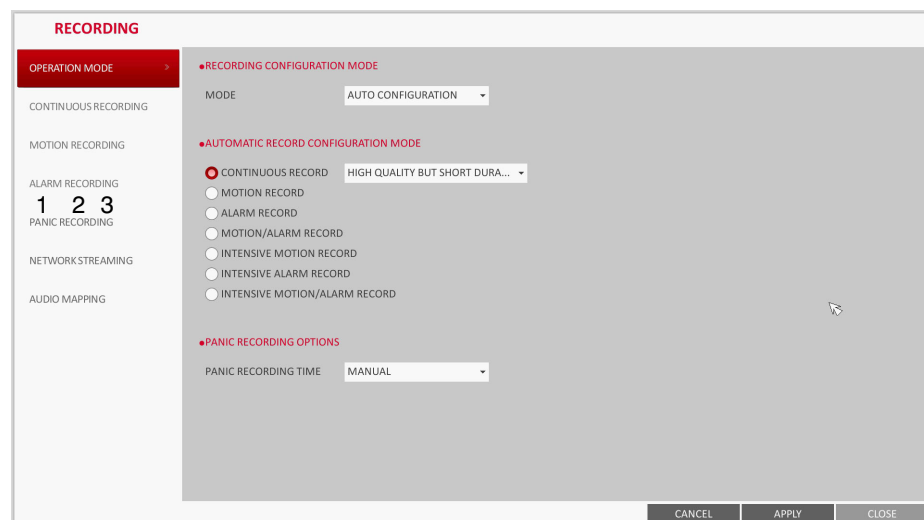 RECORDING
OPERATION MODE >
CONTINUOUS RECORDING
MOTION RECORDING
ALARM RECORDING
1 2 3
PANIC RECORDING
NETWORK STREAMING
AUDIO MAPPING
●RECORDING CONFIGURATION MODE
MODE AUTO CONFIGURATION
●AUTOMATIC RECORD CONFIGURATION MODE
CONTINUOUS RECORD HIGH QUALITY BUT SHORT DURA...
MOTION RECORD
ALARM RECORD
MOTION/ALARM RECORD
INTENSIVE MOTION RECORD
INTENSIVE ALARM RECORD
INTENSIVE MOTION/ALARM RECORD
●PANIC RECORDING OPTIONS
PANIC RECORDING TIME MANUAL
CANCEL APPLY CLOSE